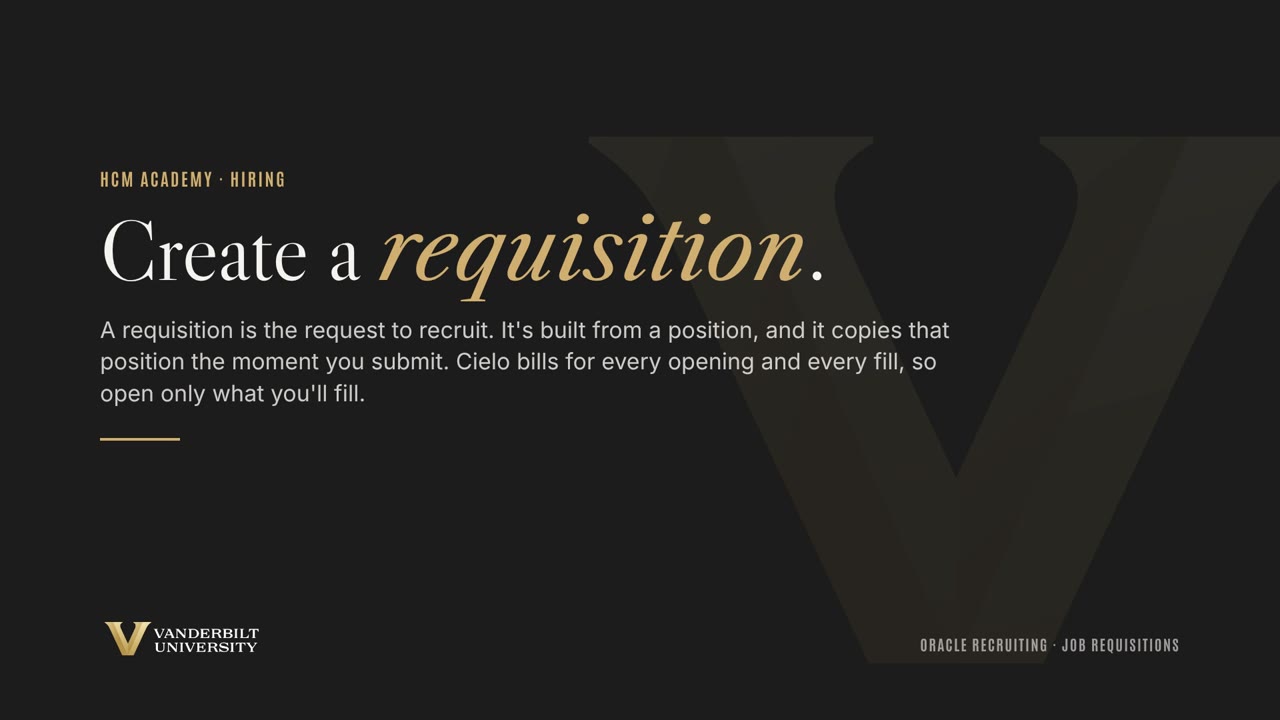 HCM ACADEMY · HIRING
Create a requisition.
A requisition is the request to recruit. It's built from a position, and it copies that
position the moment you submit. Cielo bills for every opening and every fill, so
open only what you'll fill.
VANDERBILT
UNIVERSITY
ORACLE RECRUITING · JOB REQUISITIONS